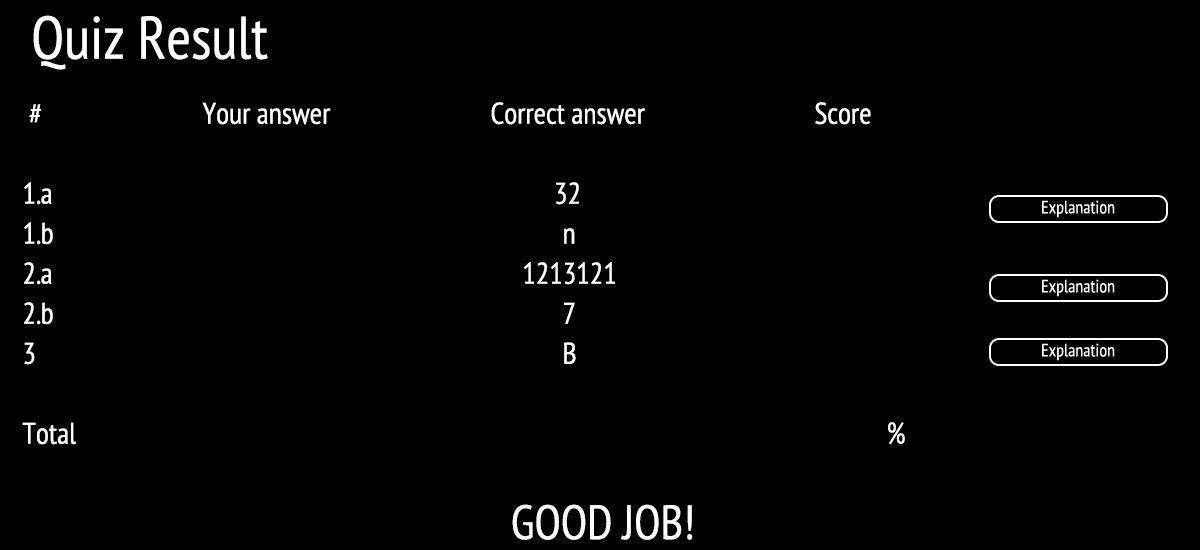 Quiz Result
# Your answer Correct answer Score
1.a 32 Explanation
1.b n
2.a 1213121 Explanation
2.b 7
3 B Explanation
Total %
GOOD JOB!